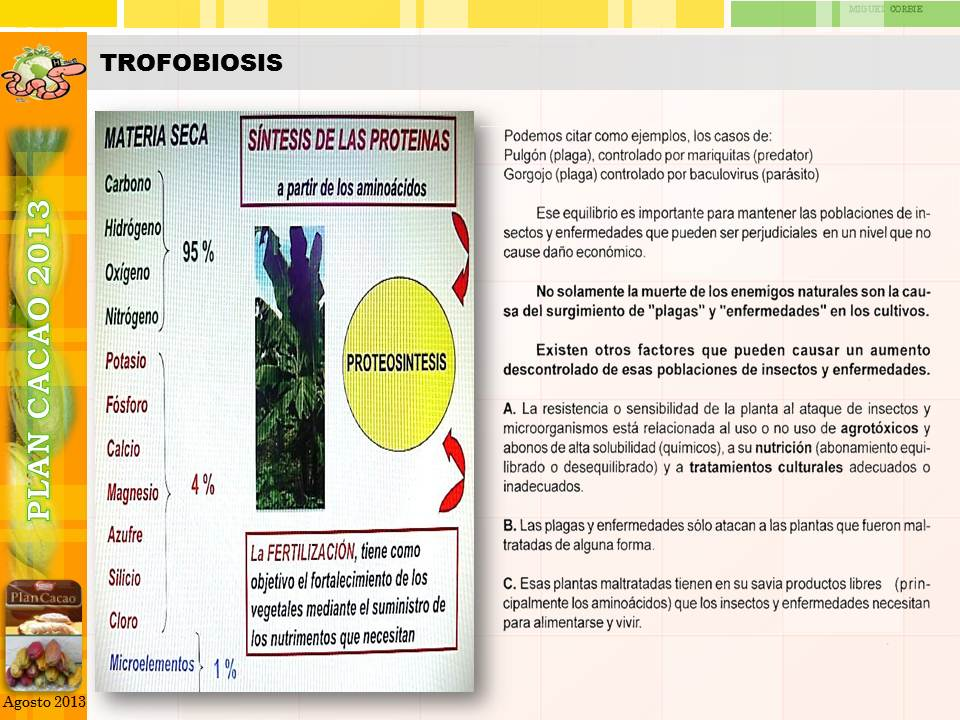 MIGUEL CORBIE
TROFOBIOSIS
PLAN CACAO 2013
PlanCacao
Agosto 2013
MATERIA SECA
Carbono
Hidrógeno
Oxígeno
Nitrógeno
95 %
Potasio
Fósforo
Calcio
Magnesio
Azufre
Silicio
Cloro
4 %
Microelementos
1 %
SÍNTESIS DE LAS PROTEINAS
a partir de los aminoácidos
PROTEOSINTESIS
La FERTILIZACIÓN, tiene como
objetivo el fortalecimiento de los
vegetales mediante el suministro de
los nutrimentos que necesitan
Podemos citar como ejemplos, los casos de:
Pulgón (plaga), controlado por mariquitas (predator)
Gorgojo (plaga) controlado por baculovirus (parásito)
Ese equilibrio es importante para mantener las poblaciones de in-
sectos y enfermedades que pueden ser perjudiciales en un nivel que no
cause daño económico.
No solamente la muerte de los enemigos naturales son la cau-
sa del surgimiento de "plagas" y "enfermedades" en los cultivos.
Existen otros factores que pueden causar un aumento
descontrolado de esas poblaciones de insectos y enfermedades.
A. La resistencia o sensibilidad de la planta al ataque de insectos y
microorganismos está relacionada al uso o no uso de agrotóxicos y
abonos de alta solubilidad (químicos), a su nutrición (abonamiento equi-
librado o desequilibrado) y a tratamientos culturales adecuados o
inadecuados.
B. Las plagas y enfermedades sólo atacan a las plantas que fueron mal-
tratadas de alguna forma.
C. Esas plantas maltratadas tienen en su savia productos libres (prin-
cipalmente los aminoácidos) que los insectos y enfermedades necesitan
para alimentarse y vivir.